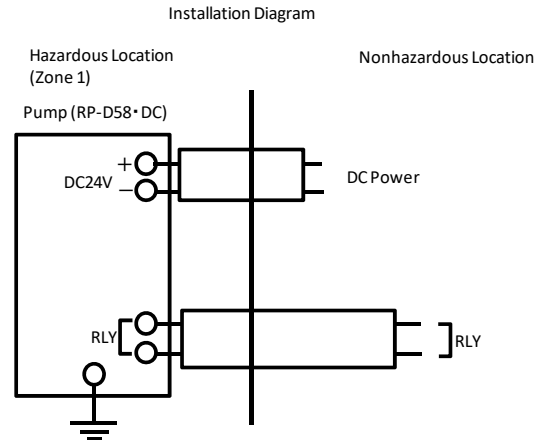 Installation Diagram
Hazardous Location
(Zone 1)
Nonhazardous Location
Pump (RP-D58・DC)
+
DC24V
−
DC Power
RLY
RLY